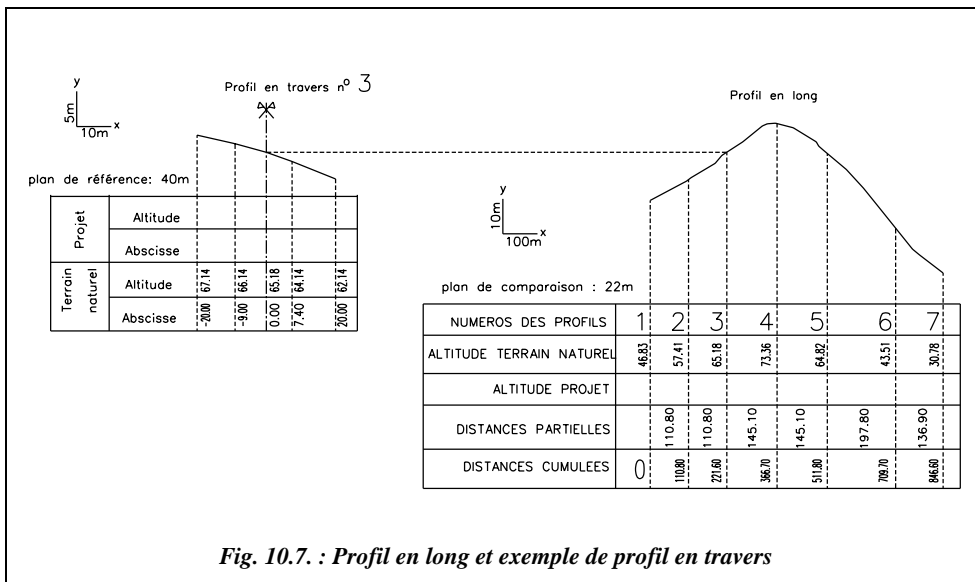 y
5m
10m x
Profil en travers nº 3
plan de référence: 40m
Projet
Altitude
Abscisse
Terrain naturel
Altitude -20.00 67.14 66.14 65.18 64.14 62.14
Abscisse -9.00 0.00 7.40 20.00
Profil en long
y
10m
100m x
plan de comparaison : 22m
NUMEROS DES PROFILS 1 2 3 4 5 6 7
ALTITUDE TERRAIN NATUREL 46.83 57.41 65.18 73.36 64.82 43.51 30.78
ALTITUDE PROJET
DISTANCES PARTIELLES 110.80 110.80 145.10 145.10 197.80 136.90
DISTANCES CUMULEES 0 110.80 221.60 366.70 511.80 709.70 846.60
Fig. 10.7. : Profil en long et exemple de profil en travers